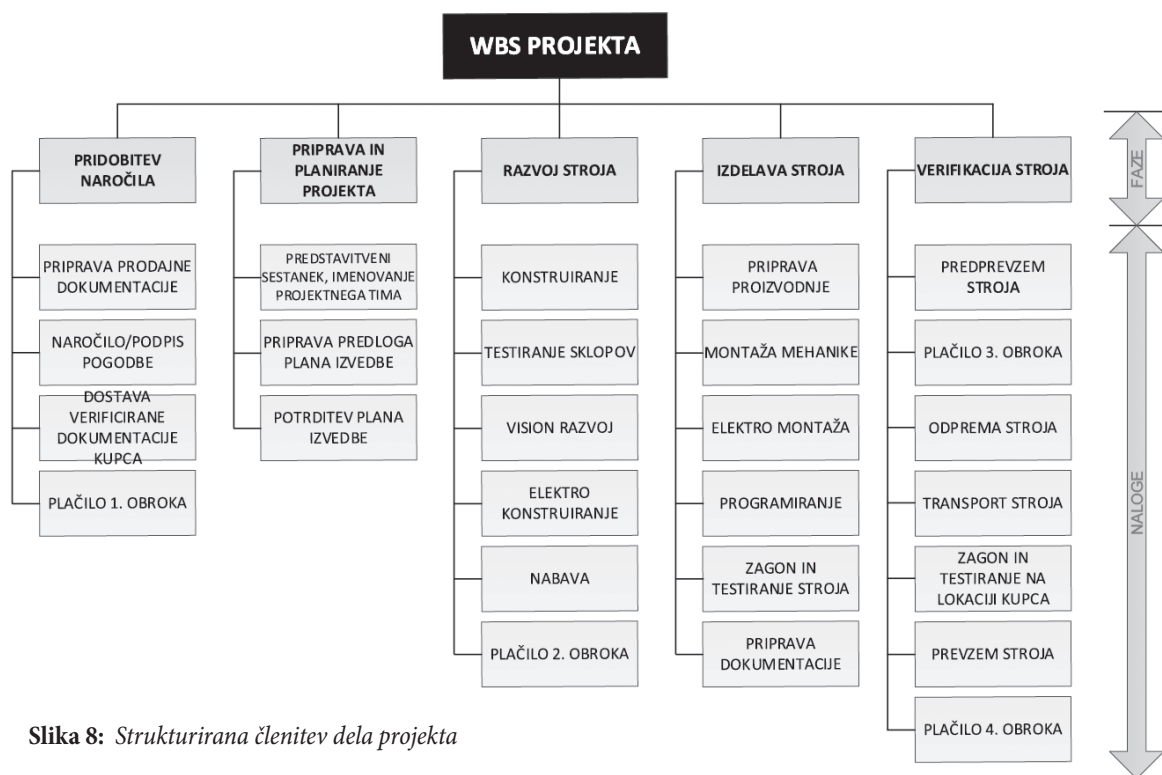 WBS PROJEKTA
PRIDOBITEV
NAROČILA
PRIPRAVA PRODAJNE
DOKUMENTACIJE
NAROČILO/PODPIS
POGODBE
DOSTAVA
VERIFICIRANE
DOKUMENTACIJE
KUPCA
PLAČILO 1. OBROKA
PRIPRAVA IN
PLANIRANJE
PROJEKTA
PREDSTAVITVENI
SESTANEK, IMENOVANJE
PROJEKTNEGA TIMA
PRIPRAVA PREDLOGA
PLANA IZVEDBE
POTRDITEV PLANA
IZVEDBE
RAZVOJ STROJA
KONSTRUIRANJE
TESTIRANJE SKLOPOV
VISION RAZVOJ
ELEKTRO
KONSTRUIRANJE
NABAVA
PLAČILO 2. OBROKA
IZDELAVA STROJA
PRIPRAVA
PROIZVODNJE
MONTAŽA MEHANIKE
ELEKTRO MONTAŽA
PROGRAMIRANJE
ZAGON IN
TESTIRANJE STROJA
PRIPRAVA
DOKUMENTACIJE
VERIFIKACIJA STROJA
PREDPREVZEM
STROJA
PLAČILO 3. OBROKA
ODPREMA STROJA
TRANSPORT STROJA
ZAGON IN
TESTIRANJE NA
LOKACIJI KUPCA
PREVZEM STROJA
PLAČILO 4. OBROKA
FAZE
NALOGE
Slika 8: Strukturirana členitev dela projekta